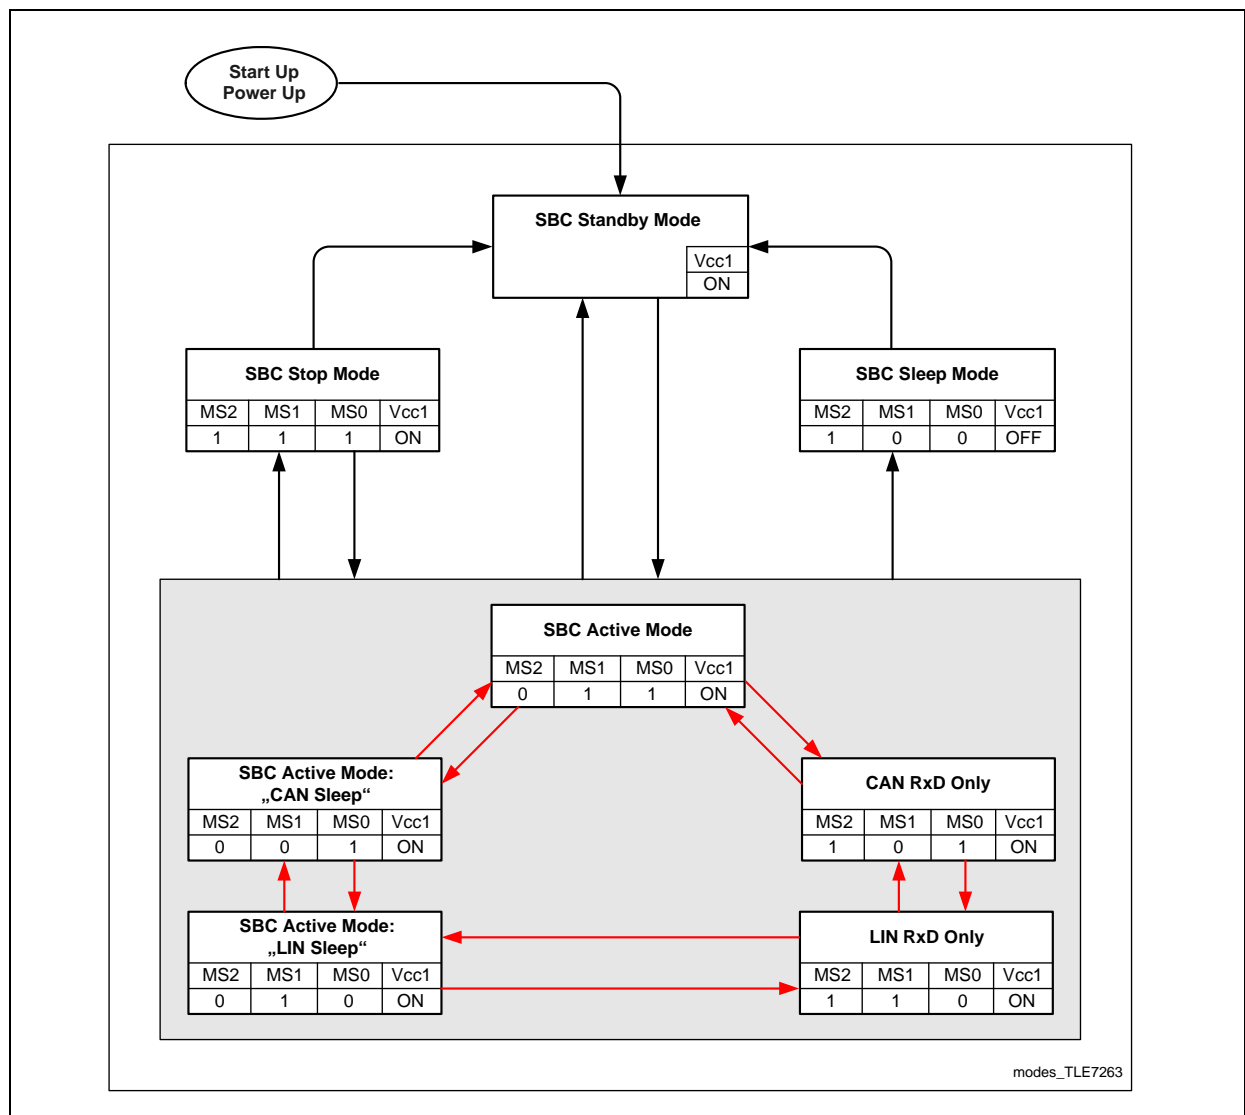 Start Up
Power Up
SBC Standby Mode
Vcc1
ON
SBC Stop Mode
MS2 MS1 MS0 Vcc1
1 1 1 ON
SBC Sleep Mode
MS2 MS1 MS0 Vcc1
1 0 0 OFF
SBC Active Mode
MS2 MS1 MS0 Vcc1
0 1 1 ON
SBC Active Mode:
„CAN Sleep“
MS2 MS1 MS0 Vcc1
0 0 1 ON
CAN RxD Only
MS2 MS1 MS0 Vcc1
1 0 1 ON
SBC Active Mode:
„LIN Sleep“
MS2 MS1 MS0 Vcc1
0 1 0 ON
LIN RxD Only
MS2 MS1 MS0 Vcc1
1 1 0 ON
modes_TLE7263